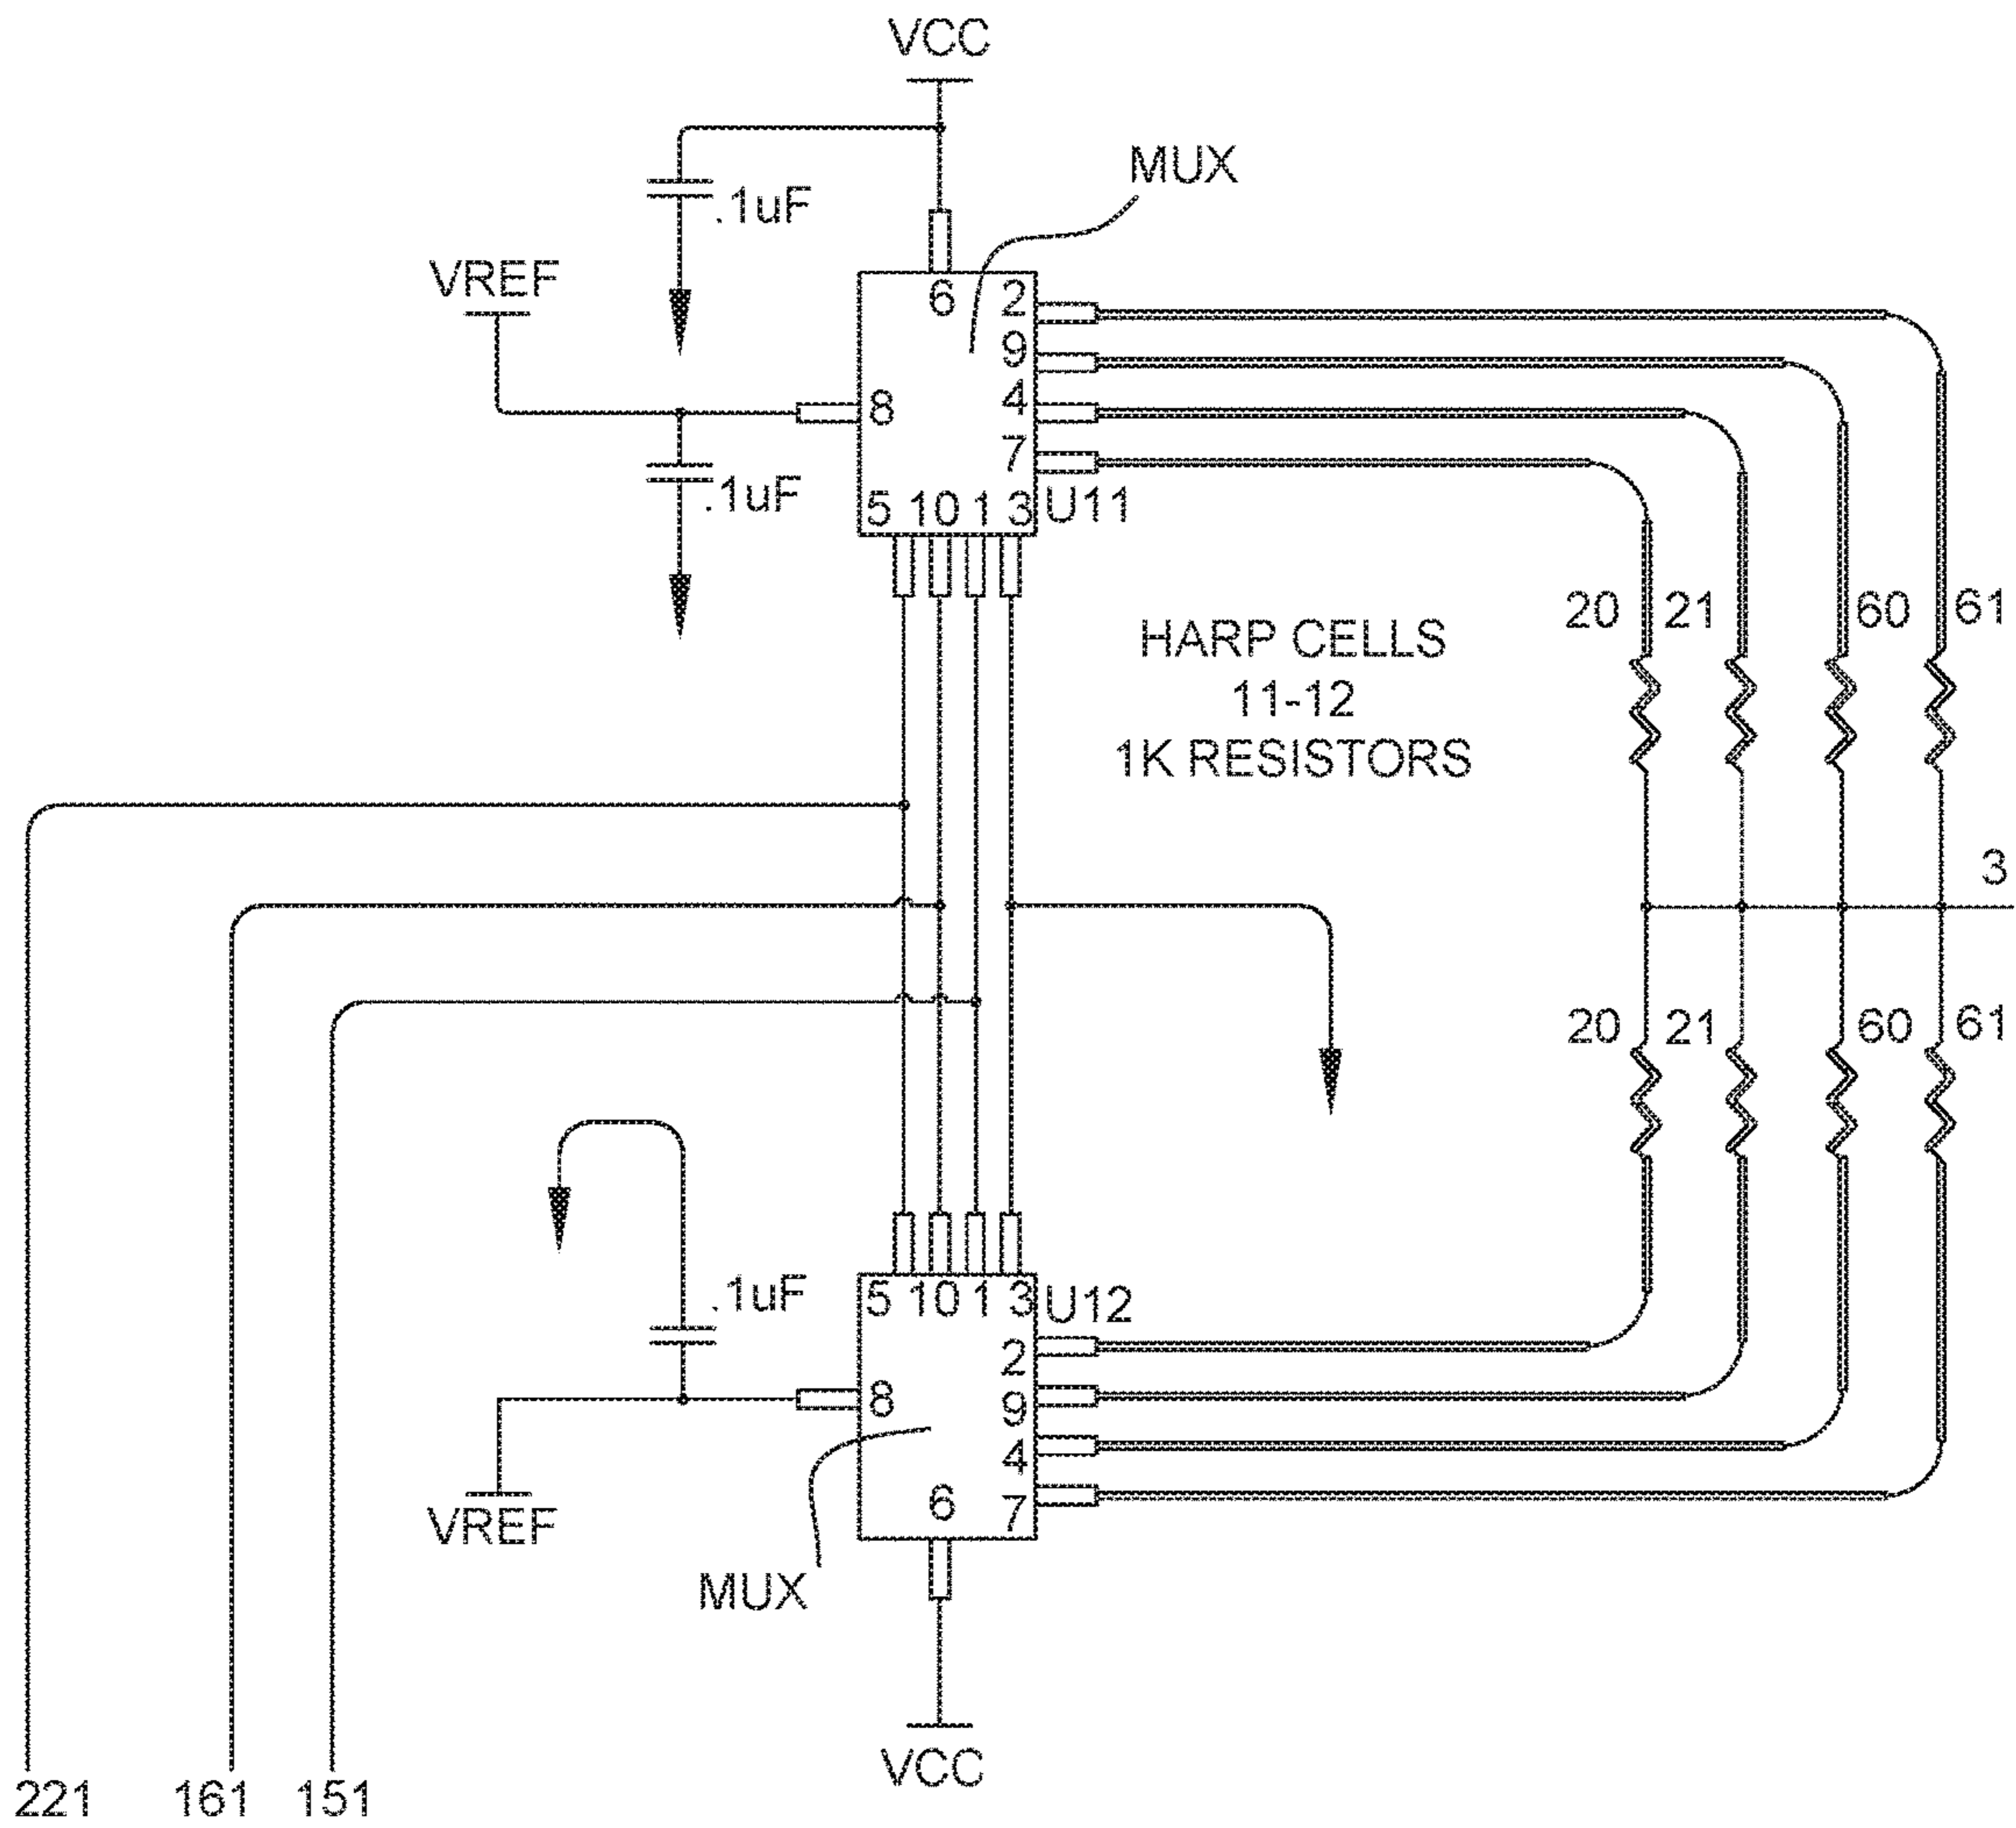 VCC
MUX
.1uF
VREF
6 2
9
8 4
7
.1uF
5 10 1 3 U11
20 21 60 61
HARP CELLS
11-12
1K RESISTORS
3
20 21 60 61
.1uF
5 10 1 3 U12
2
8 9
4
6 7
VREF
MUX
VCC
221 161 151